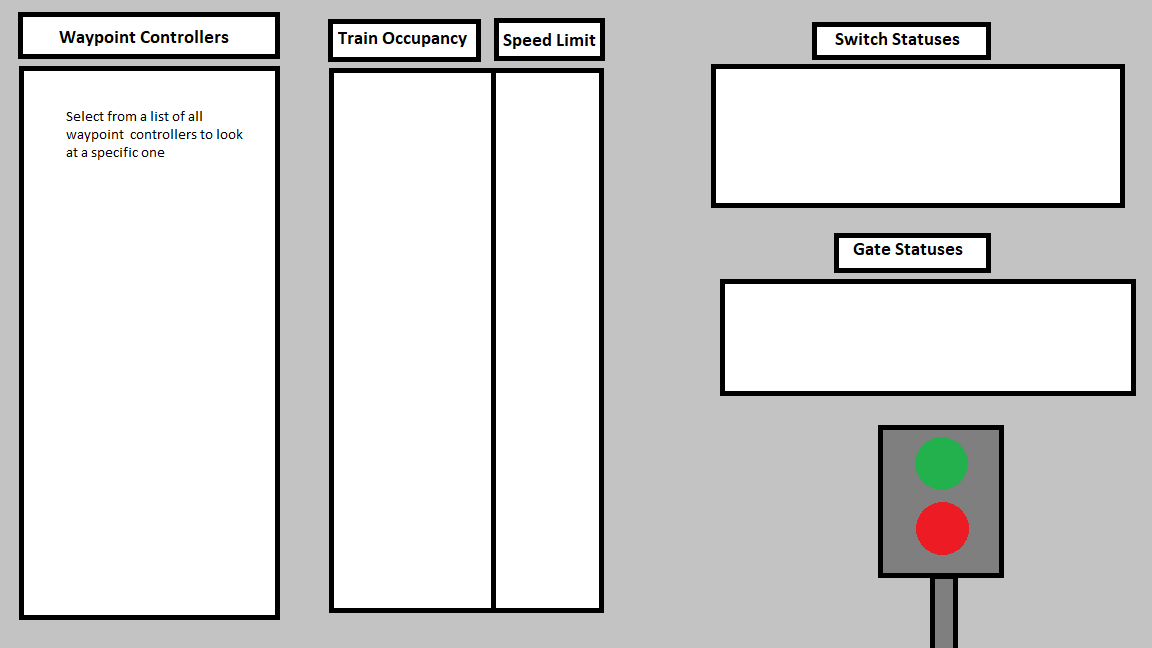 Waypoint Controllers
Select from a list of all
waypoint controllers to look
at a specific one
Train Occupancy
Speed Limit
Switch Statuses
Gate Statuses